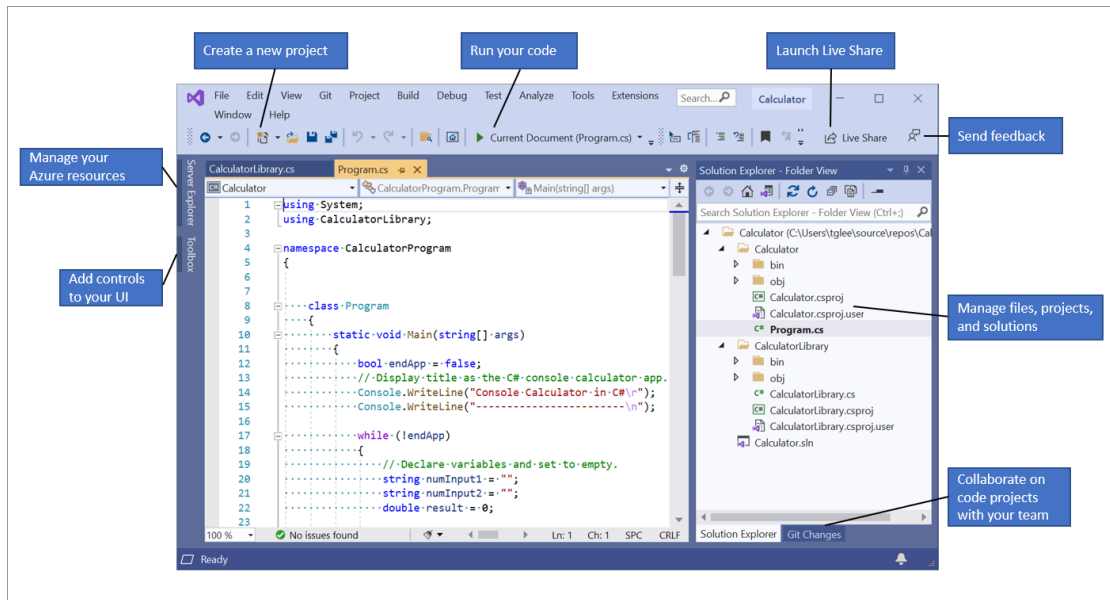 Create a new project
Run your code
Launch Live Share
File Edit View Git Project Build Debug Test Analyze Tools Extensions Search... Calculator
Window Help
Current Document (Program.cs) Live Share
Send feedback
Manage your
Azure resources
Server Explorer
Toolbox
Add controls
to your UI
CalculatorLibrary.cs Program.cs
Calculator CalculatorProgram.Program Main(string[] args)
1 using System;
2 using CalculatorLibrary;
3
4 namespace CalculatorProgram
5 {
6
7
8 class Program
9 {
10 static void Main(string[] args)
11 {
12 bool endApp = false;
13 // Display title as the C# console calculator app.
14 Console.WriteLine("Console Calculator in C#\r");
15 Console.WriteLine("------------------------\n");
16
17 while (!endApp)
18 {
19 // Declare variables and set to empty.
20 string numInput1 = "";
21 string numInput2 = "";
22 double result = 0;
23
100 % No issues found Ln: 1 Ch: 1 SPC CRLF
Ready
Solution Explorer - Folder View
Search Solution Explorer - Folder View (Ctrl+;)
Calculator (C:\Users\tglee\source\repos\Cal
Calculator
bin
obj
C# Calculator.csproj
Calculator.csproj.user
C# Program.cs
CalculatorLibrary
bin
obj
C# CalculatorLibrary.cs
C# CalculatorLibrary.csproj
CalculatorLibrary.csproj.user
Calculator.sln
Solution Explorer Git Changes
Manage files, projects,
and solutions
Collaborate on
code projects
with your team